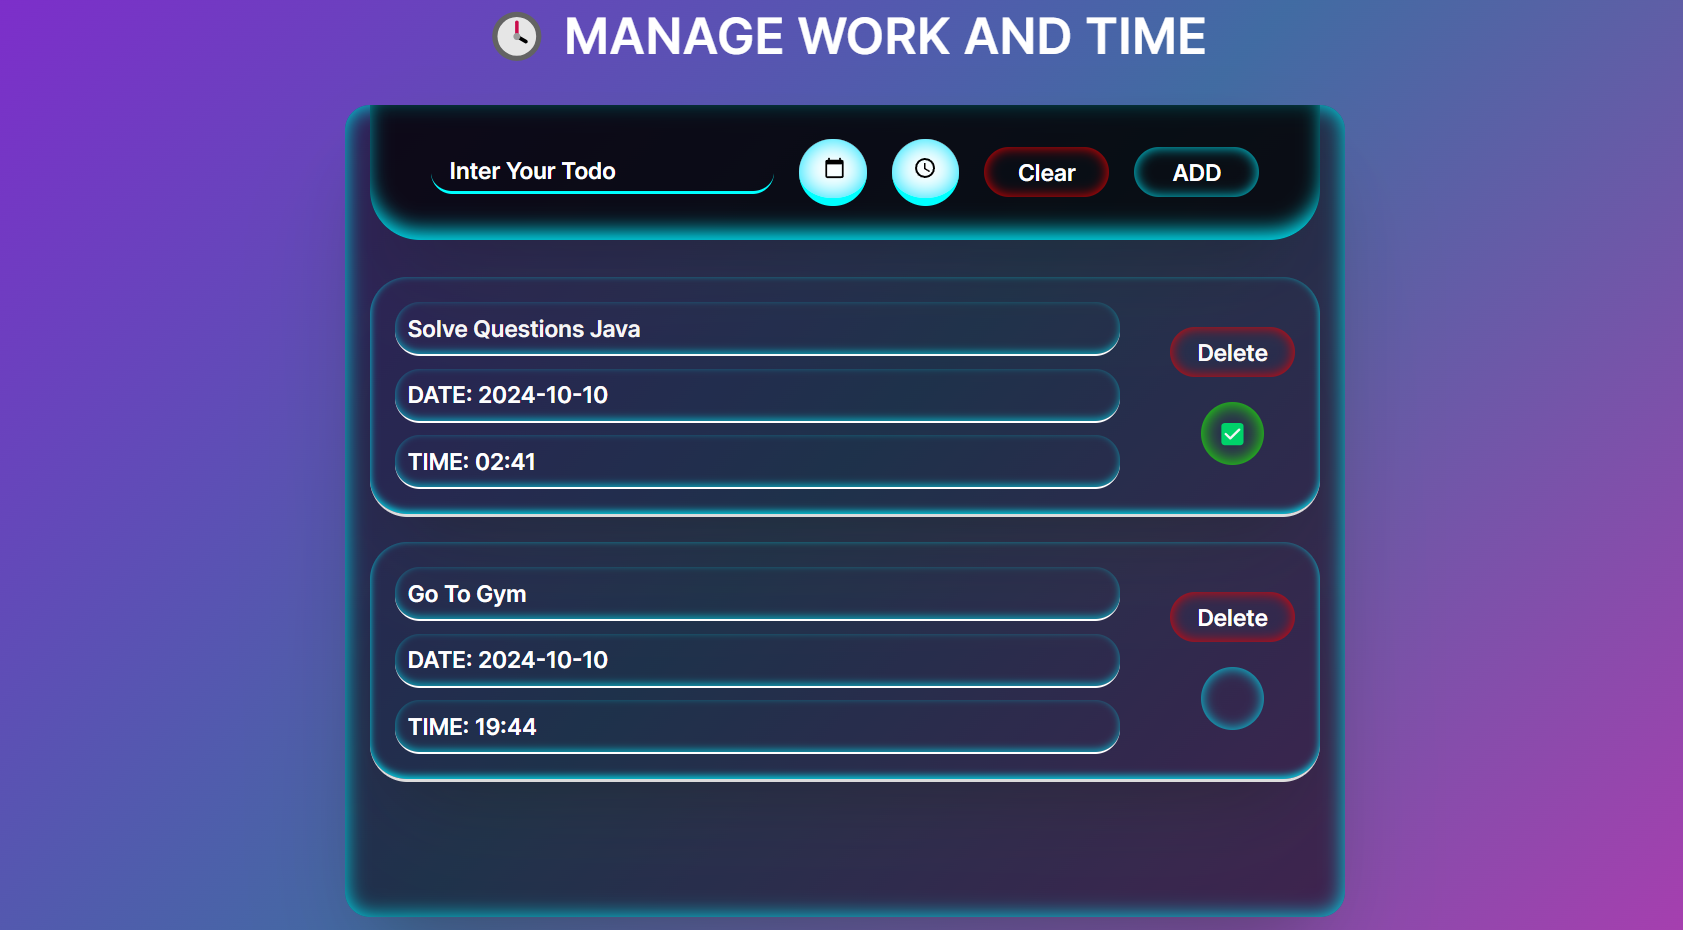 MANAGE WORK AND TIME
Inter Your Todo
Clear
ADD
Solve Questions Java
DATE: 2024-10-10
TIME: 02:41
Delete
Go To Gym
DATE: 2024-10-10
TIME: 19:44
Delete